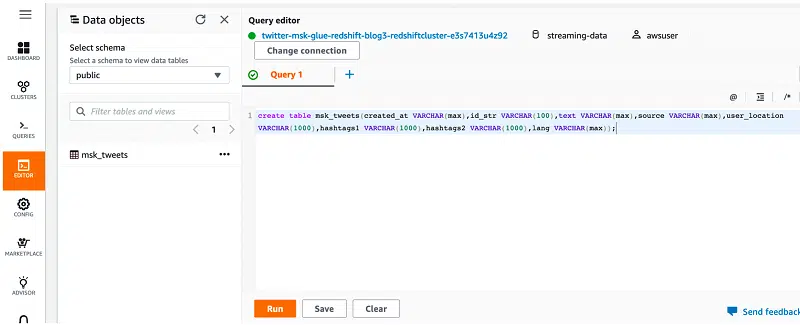 Data objects
Query editor
twitter-msk-glue-redshift-blog3-redshiftcluster-e3s7413u4z92
streaming-data
awsuser
Change connection
Select schema
Select a schema to view data tables
public
Query 1
Filter tables and views
1
@
/*
1 create table msk_tweets(created_at VARCHAR(max),id_str VARCHAR(100),text VARCHAR(max),source VARCHAR(max),user_location
VARCHAR(1000),hashtags1 VARCHAR(1000),hashtags2 VARCHAR(1000),lang VARCHAR(max));
msk_tweets
DASHBOARD
CLUSTERS
QUERIES
EDITOR
CONFIG
MARKETPLACE
ADVISOR
Run
Save
Clear
Send feedback